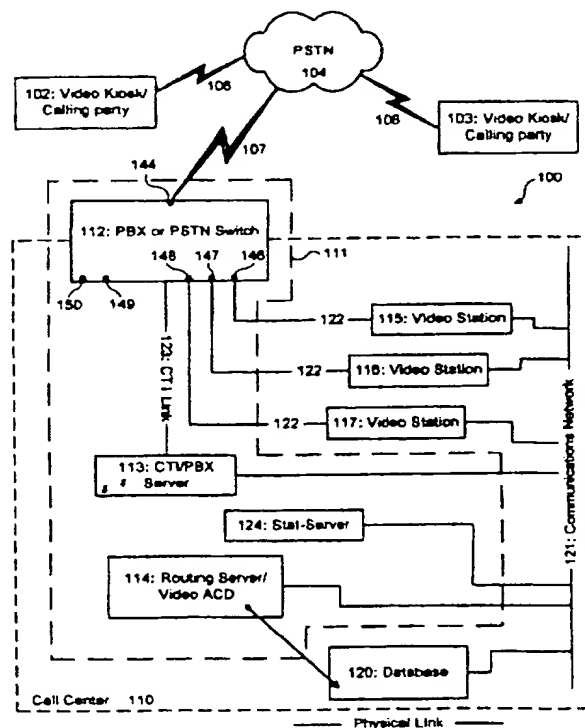 PSTN
104
102: Video Kiosk/
Calling party
106
108
103: Video Kiosk/
Calling party
107
144
100
112: PBX or PSTN Switch
148
147
146
111
150
149
122
115: Video Station
122
116: Video Station
123: CTI Link
122
117: Video Station
113: CTI/PBX
Server
121: Communications Network
124: Stat-Server
114: Routing Server/
Video ACD
120: Database
Call Center 110
Physical Link